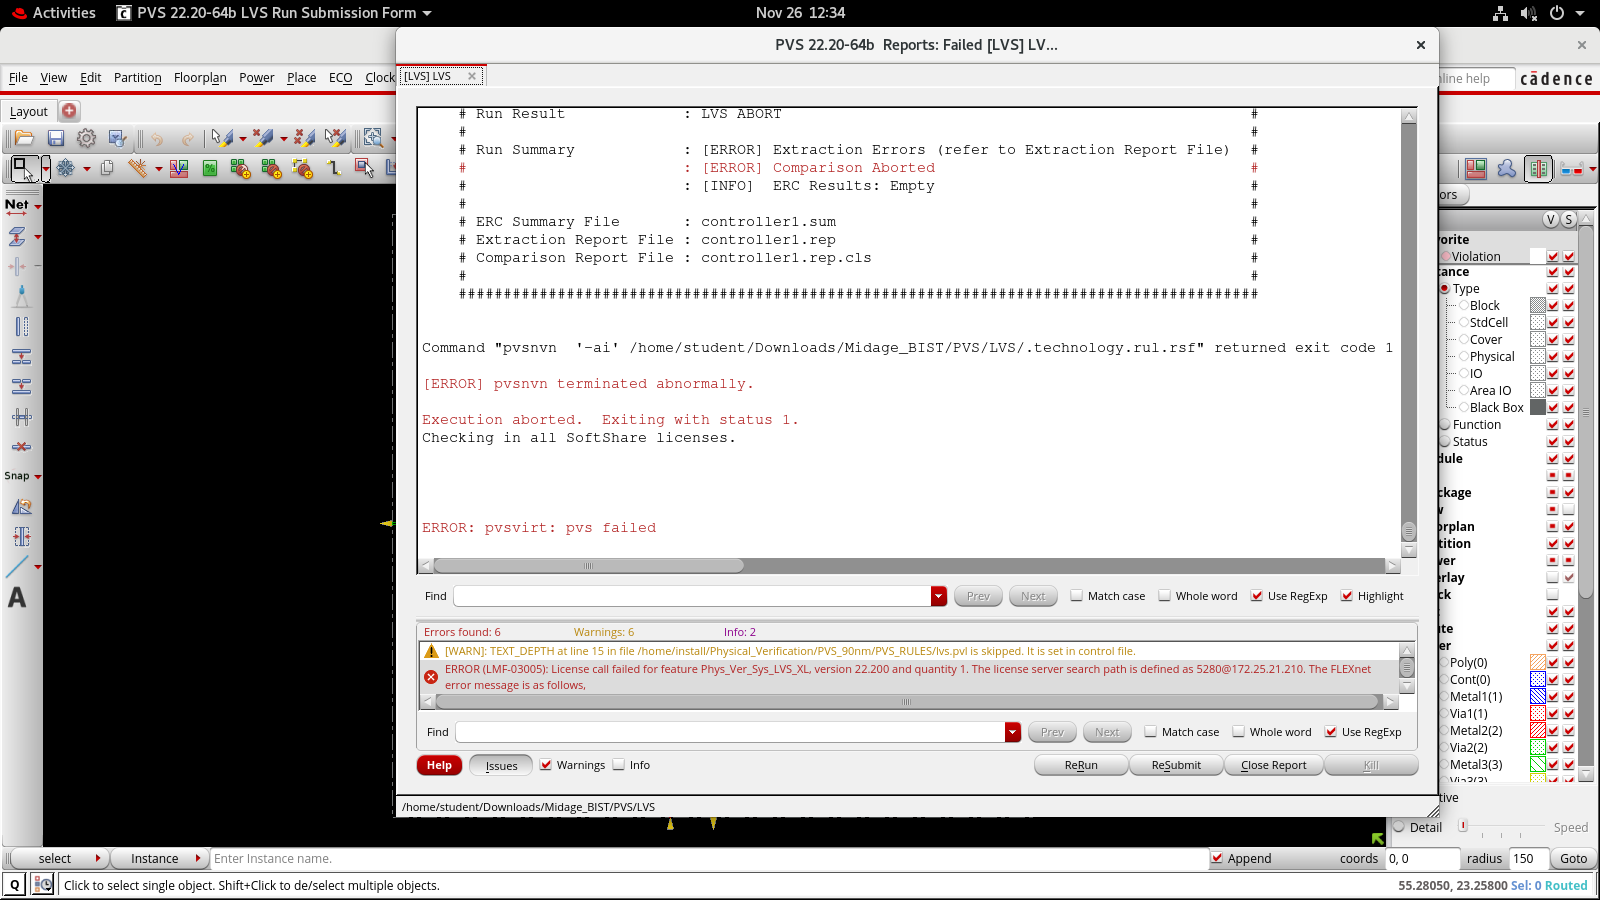 Activities
PVS 22.20-64b LVS Run Submission Form
Nov 26 12:34
PVS 22.20-64b Reports: Failed [LVS] LV...
File View Edit Partition Floorplan Power Place ECO Clock
line help
cādence
[LVS] LVS
Layout
# Run Result : LVS ABORT #
# #
# Run Summary : [ERROR] Extraction Errors (refer to Extraction Report File) #
# : [ERROR] Comparison Aborted #
# : [INFO] ERC Results: Empty #
# #
# ERC Summary File : controller1.sum #
# Extraction Report File : controller1.rep #
# Comparison Report File : controller1.rep.cls #
# #
#########################################################################################
Command "pvsnvn '-ai' /home/student/Downloads/Midage_BIST/PVS/LVS/.technology.rul.rsf" returned exit code 1
[ERROR] pvsnvn terminated abnormally.
Execution aborted. Exiting with status 1.
Checking in all SoftShare licenses.
ERROR: pvsvirt: pvs failed
Find
Prev
Next
Match case
Whole word
Use RegExp
Highlight
Errors found: 6
Warnings: 6
Info: 2
[WARN]: TEXT_DEPTH at line 15 in file /home/install/Physical_Verification/PVS_90nm/PVS_RULES/lvs.pvl is skipped. It is set in control file.
ERROR (LMF-03005): License call failed for feature Phys_Ver_Sys_LVS_XL, version 22.200 and quantity 1. The license server search path is defined as 5280@172.25.21.210. The FLEXnet
error message is as follows,
Find
Prev
Next
Match case
Whole word
Use RegExp
Help
Issues
Warnings
Info
ReRun
ReSubmit
Close Report
Kill
/home/student/Downloads/Midage_BIST/PVS/LVS
Net
Snap
A
ors
V S
vorite
Violation
tance
Type
Block
StdCell
Cover
Physical
IO
Area IO
Black Box
Function
Status
dule
ckage
w
orplan
tition
wer
erlay
ck
ute
er
Poly(0)
Cont(0)
Metal1(1)
Via1(1)
Metal2(2)
Via2(2)
Metal3(3)
Via3(3)
tive
Detail
Speed
select
Instance
Enter Instance name.
Append
coords
0, 0
radius
150
Goto
Q
Click to select single object. Shift+Click to de/select multiple objects.
55.28050, 23.25800 Sel: 0 Routed